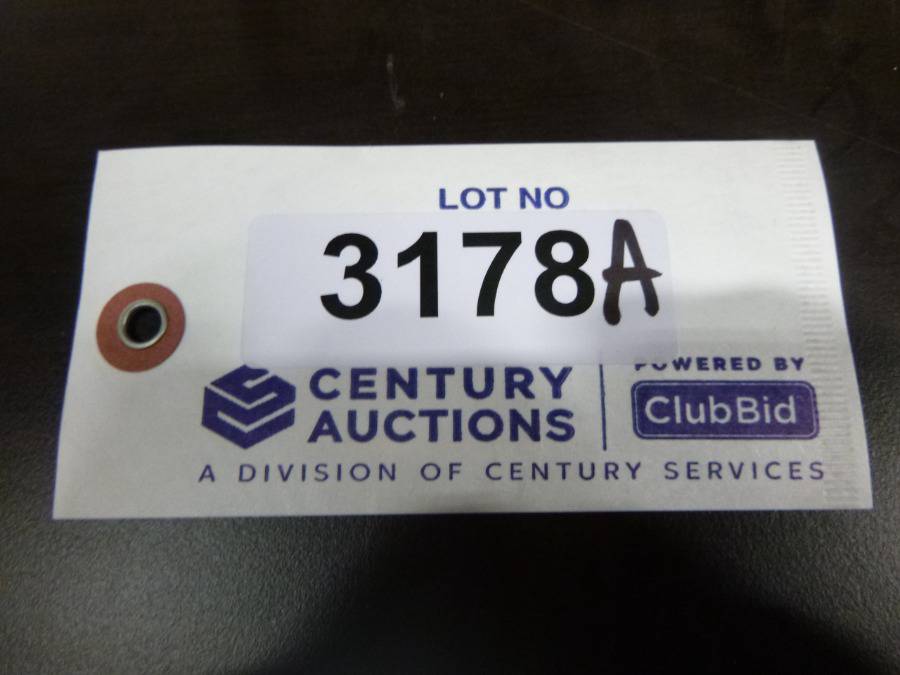 LOT NO
3178A
CENTURY
AUCTIONS
POWERED BY
ClubBid
A DIVISION OF CENTURY SERVICES